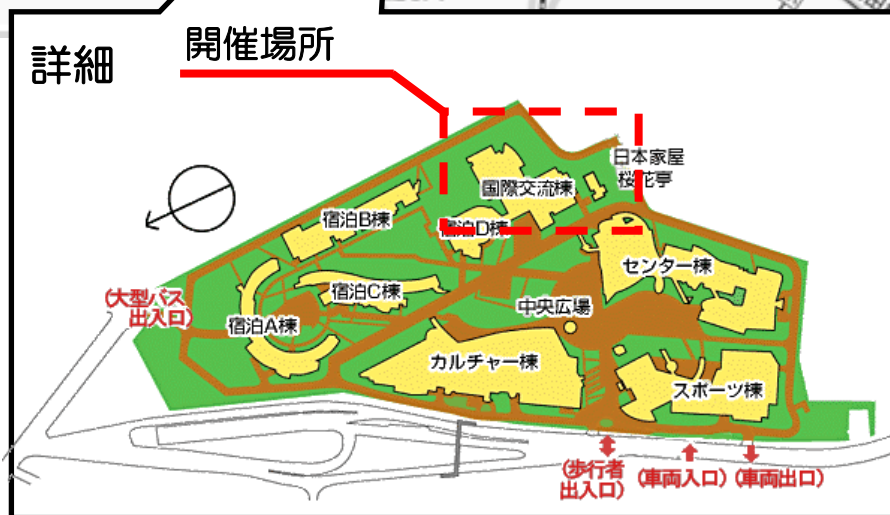 開催場所
詳細
日本家屋
桜花亭
国際交流棟
宿泊B棟
宿泊D棟
センター棟
宿泊C棟
(大型バス
出入口)
中央広場
宿泊A棟
カルチャー棟
スポーツ棟
(歩行者
出入口)
(車両入口)
(車両出口)